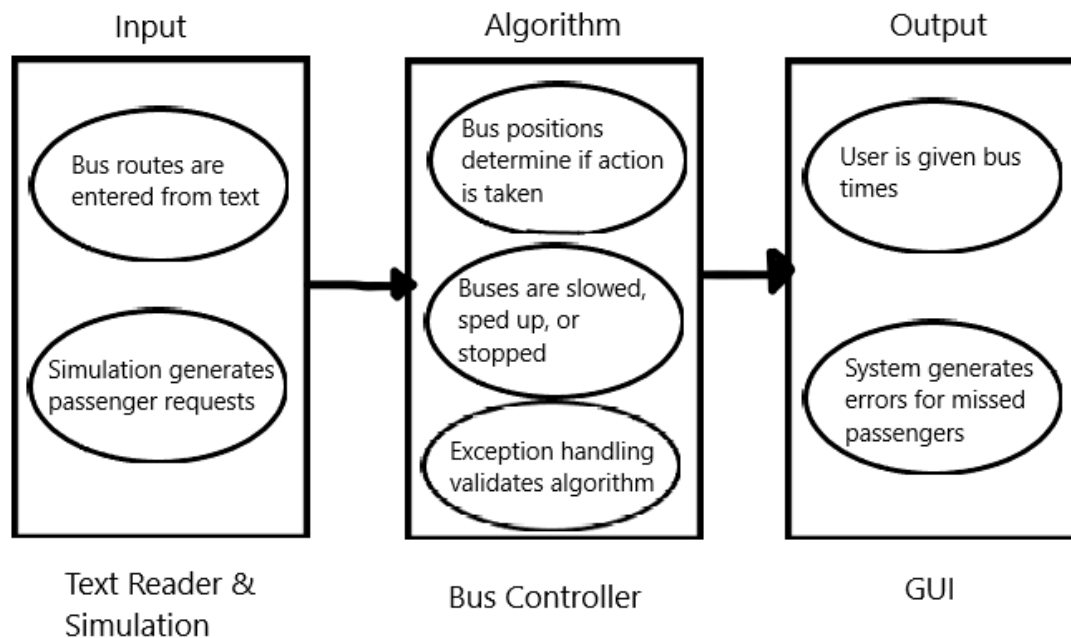 Input
Algorithm
Output
Bus routes are
entered from text
Simulation generates
passenger requests
Bus positions
determine if action
is taken
Buses are slowed,
sped up, or
stopped
Exception handling
validates algorithm
User is given bus
times
System generates
errors for missed
passengers
Text Reader &
Simulation
Bus Controller
GUI